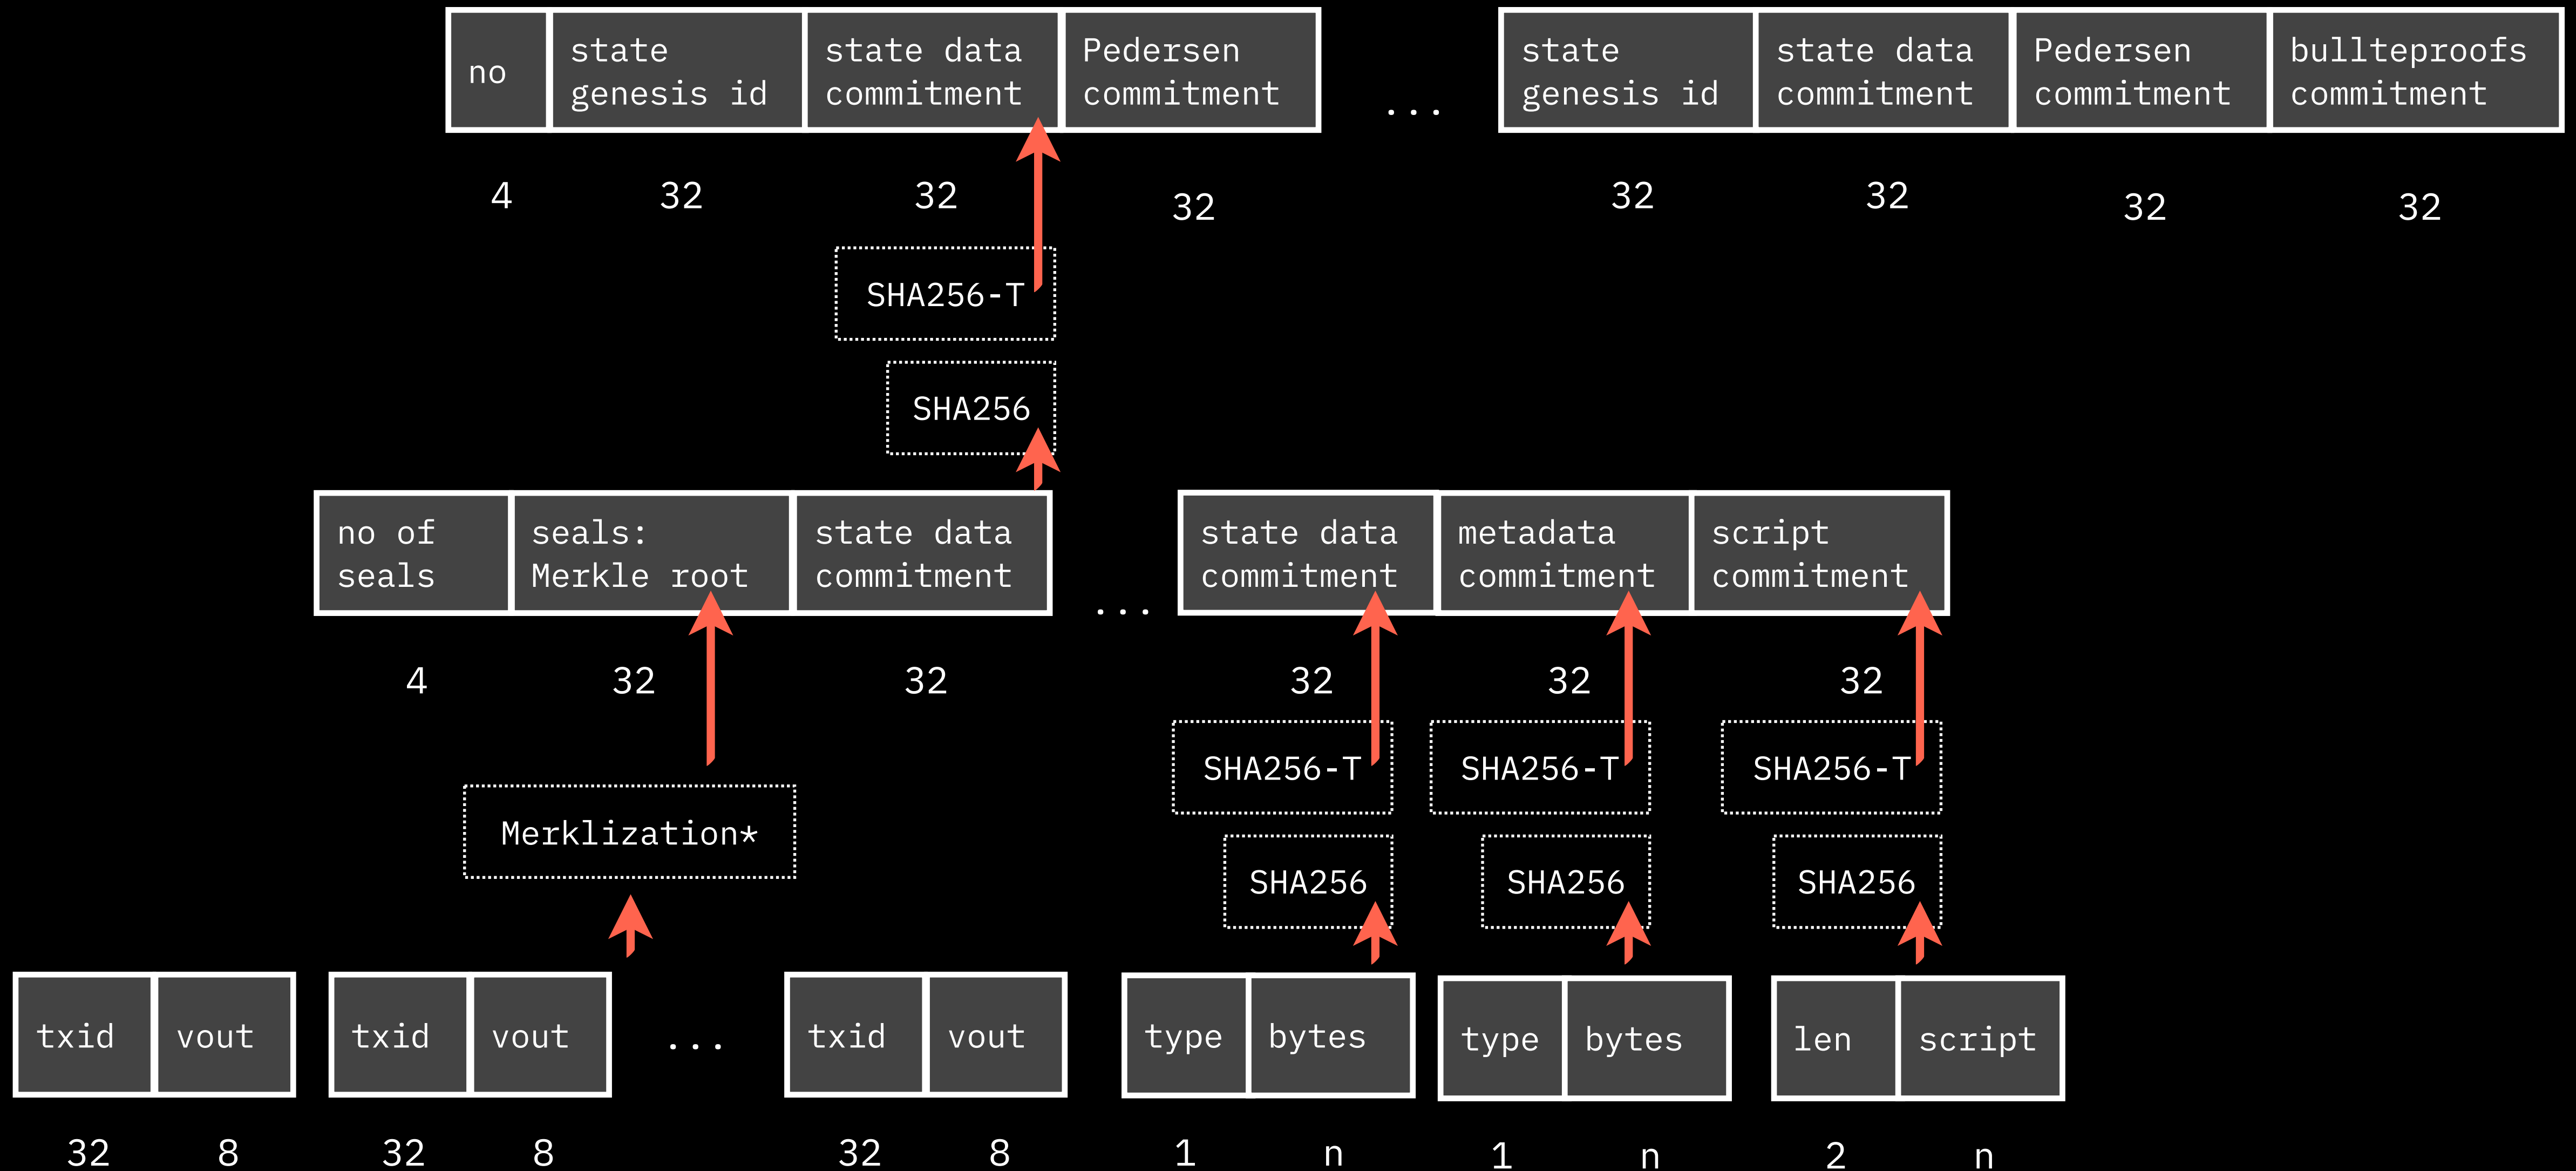 no
state
genesis id
state data
commitment
Pedersen
commitment
...
state
genesis id
state data
commitment
Pedersen
commitment
bullteproofs
commitment
4
32
32
32
32
32
32
32
SHA256-T
SHA256
no of
seals
seals:
Merkle root
state data
commitment
...
state data
commitment
metadata
commitment
script
commitment
4
32
32
32
32
32
Merklization*
SHA256-T
SHA256-T
SHA256-T
SHA256
SHA256
SHA256
txid
vout
txid
vout
...
txid
vout
type
bytes
type
bytes
len
script
32
8
32
8
32
8
1
n
1
n
2
n